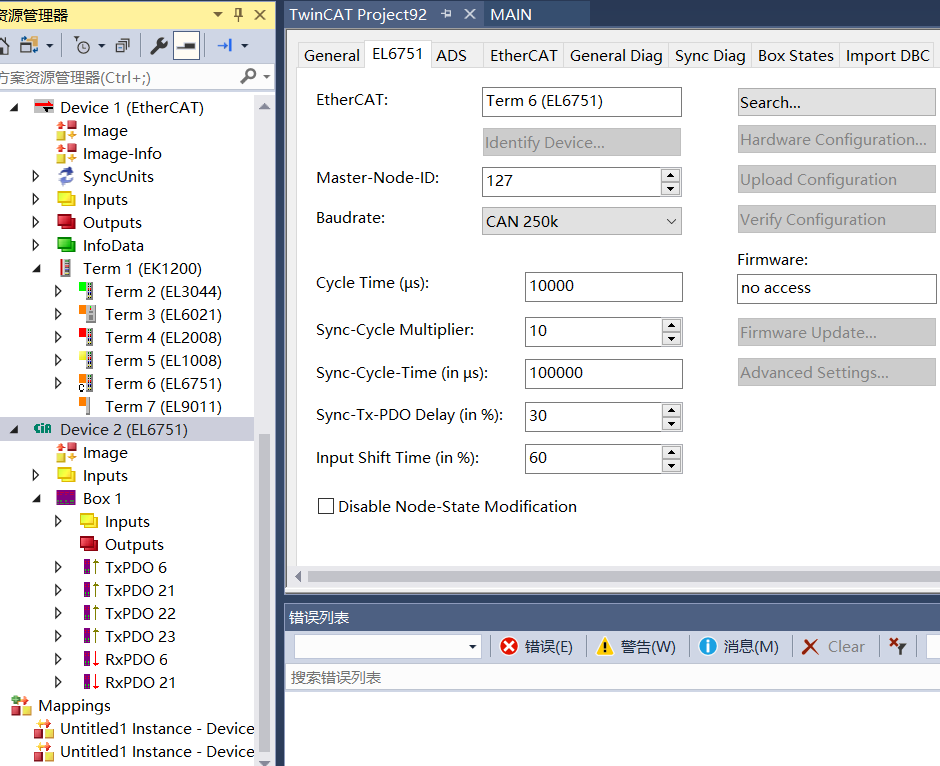 资源管理器
TwinCAT Project92
MAIN
方案资源管理器(Ctrl+;)
Device 1 (EtherCAT)
Image
Image-Info
SyncUnits
Inputs
Outputs
InfoData
Term 1 (EK1200)
Term 2 (EL3044)
Term 3 (EL6021)
Term 4 (EL2008)
Term 5 (EL1008)
Term 6 (EL6751)
Term 7 (EL9011)
CiA Device 2 (EL6751)
Image
Inputs
Box 1
Inputs
Outputs
TxPDO 6
TxPDO 21
TxPDO 22
TxPDO 23
RxPDO 6
RxPDO 21
Mappings
Untitled1 Instance - Device
Untitled1 Instance - Device
General EL6751 ADS EtherCAT General Diag Sync Diag Box States Import DBC
EtherCAT: Term 6 (EL6751) Search...
Identify Device... Hardware Configuration...
Master-Node-ID: 127 Upload Configuration
Baudrate: CAN 250k Verify Configuration
Firmware:
Cycle Time (µs): 10000 no access
Sync-Cycle Multiplier: 10 Firmware Update...
Sync-Cycle-Time (in µs): 100000 Advanced Settings...
Sync-Tx-PDO Delay (in %): 30
Input Shift Time (in %): 60
Disable Node-State Modification
错误列表
错误(E) 警告(W) 消息(M) Clear
搜索错误列表